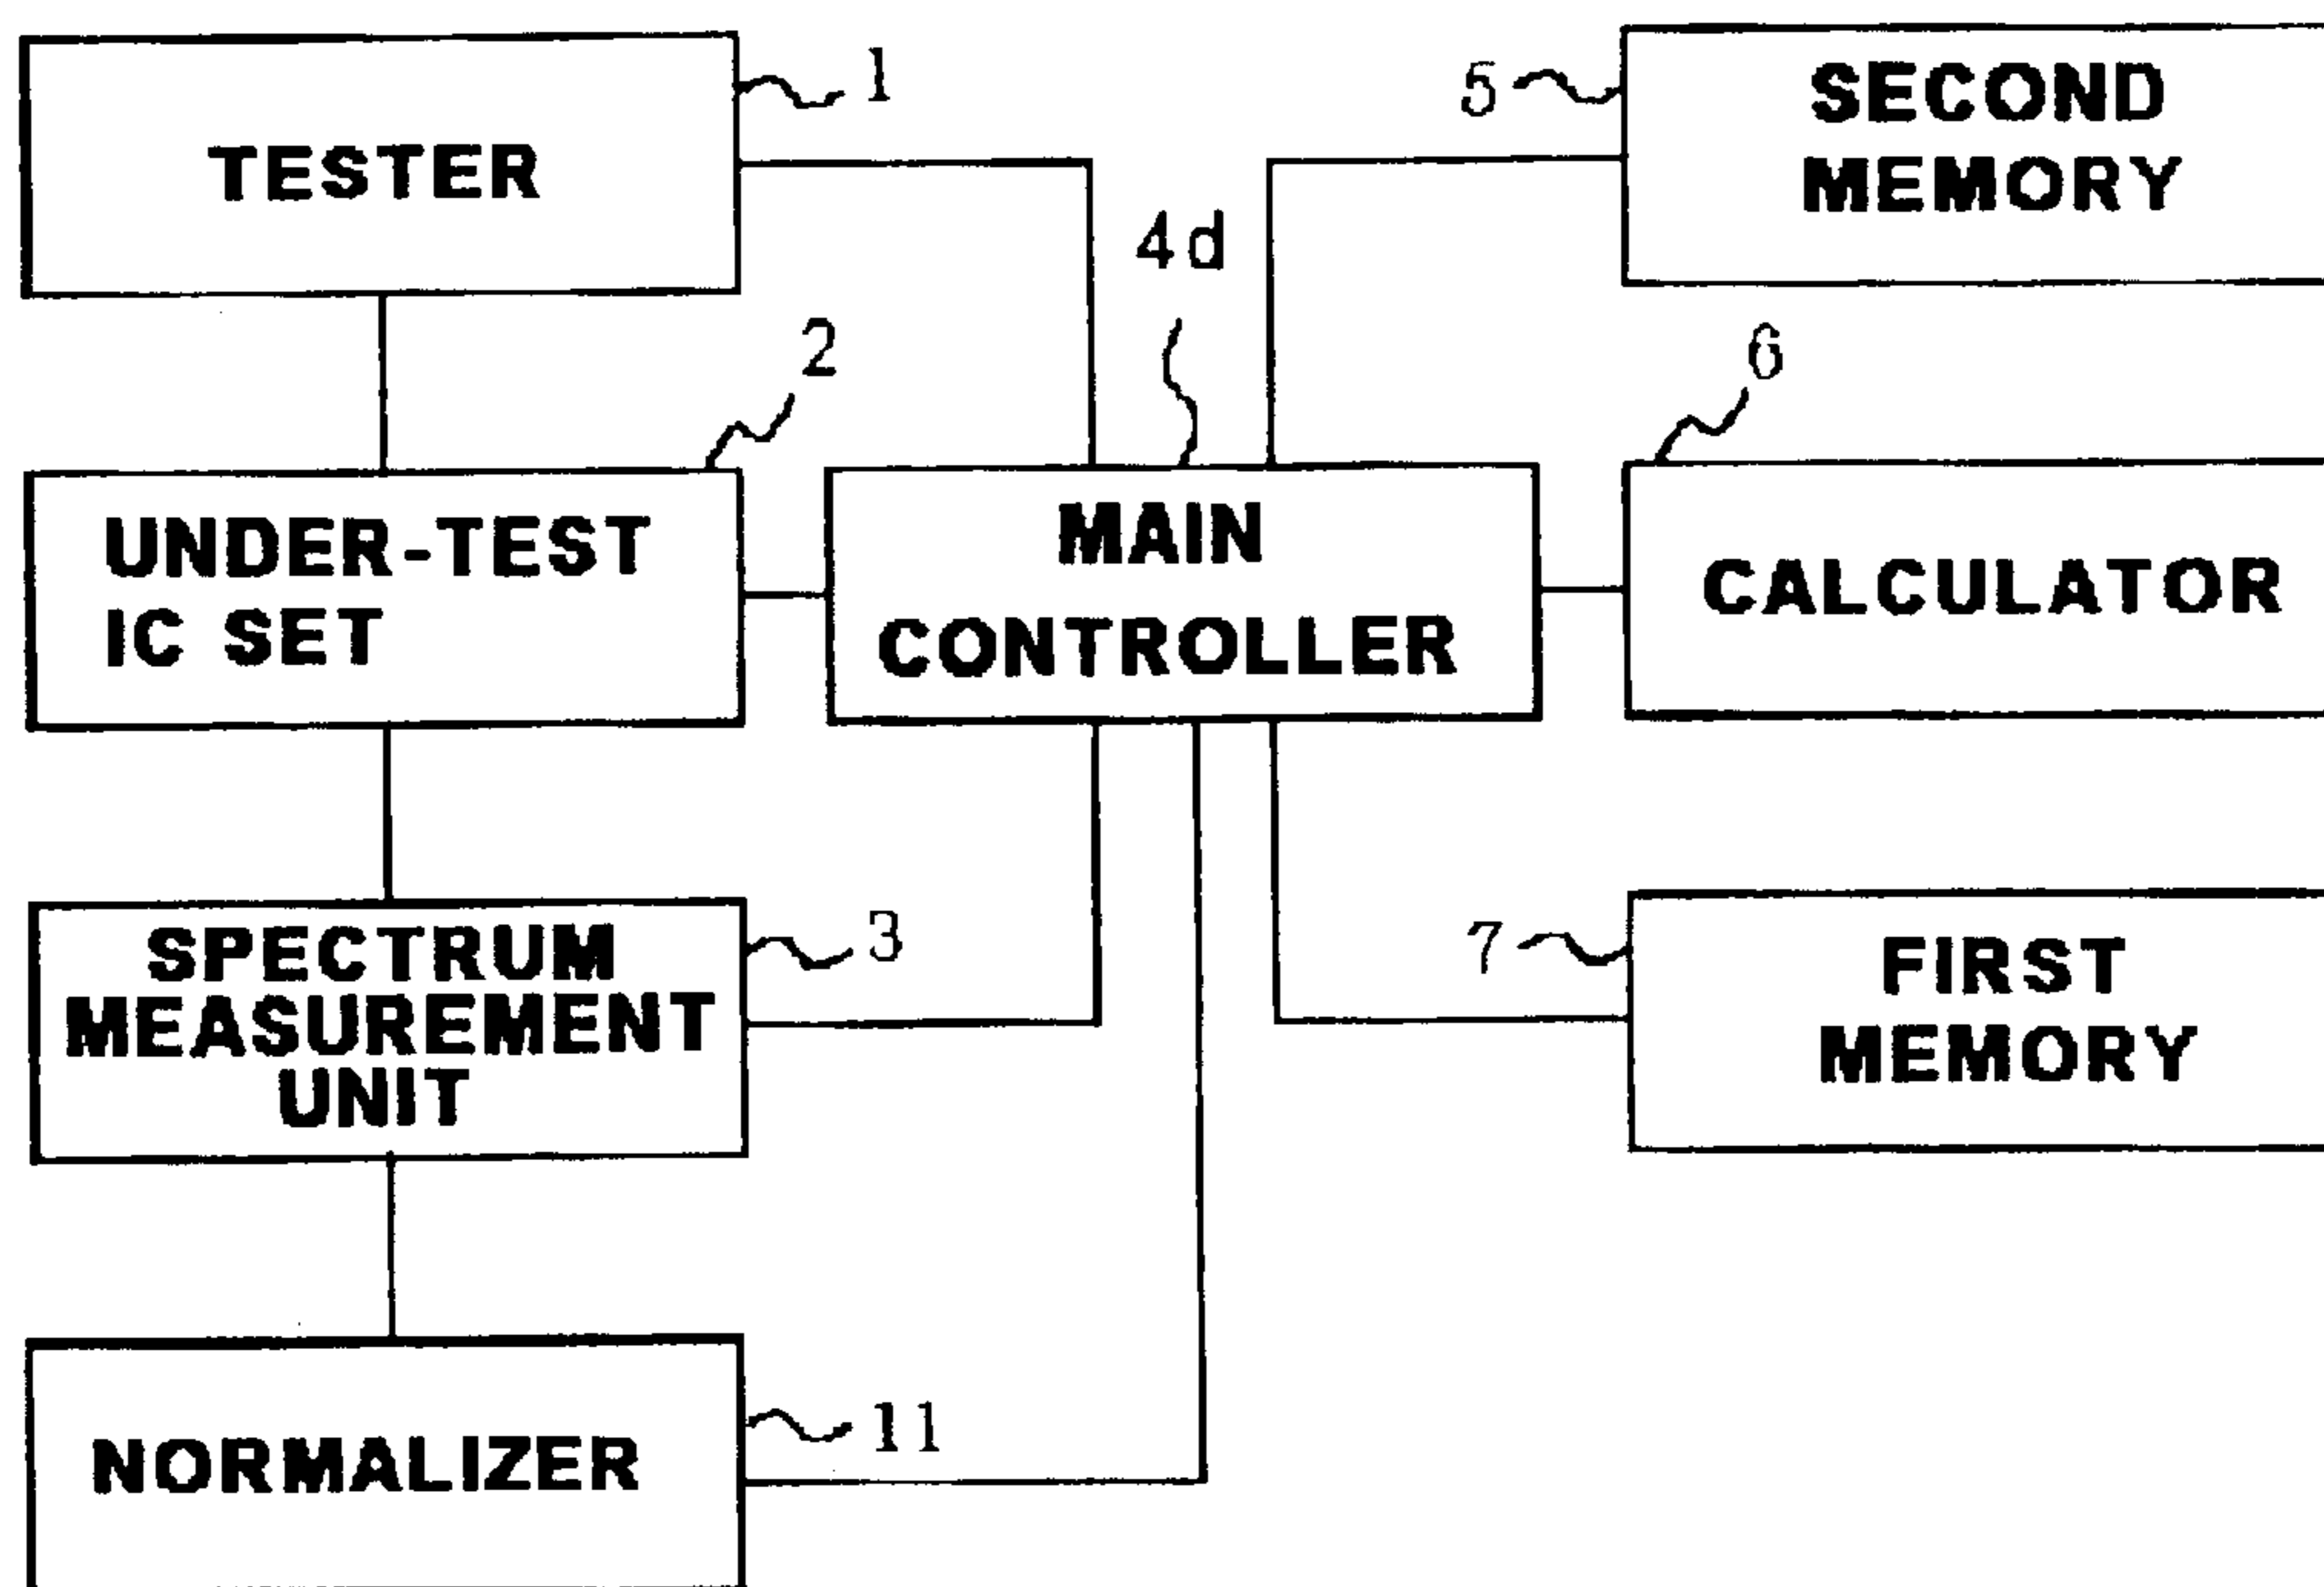 TESTER
1
5
SECOND
MEMORY
4d
2
6
UNDER-TEST
IC SET
MAIN
CONTROLLER
CALCULATOR
SPECTRUM
MEASUREMENT
UNIT
3
7
FIRST
MEMORY
NORMALIZER
11